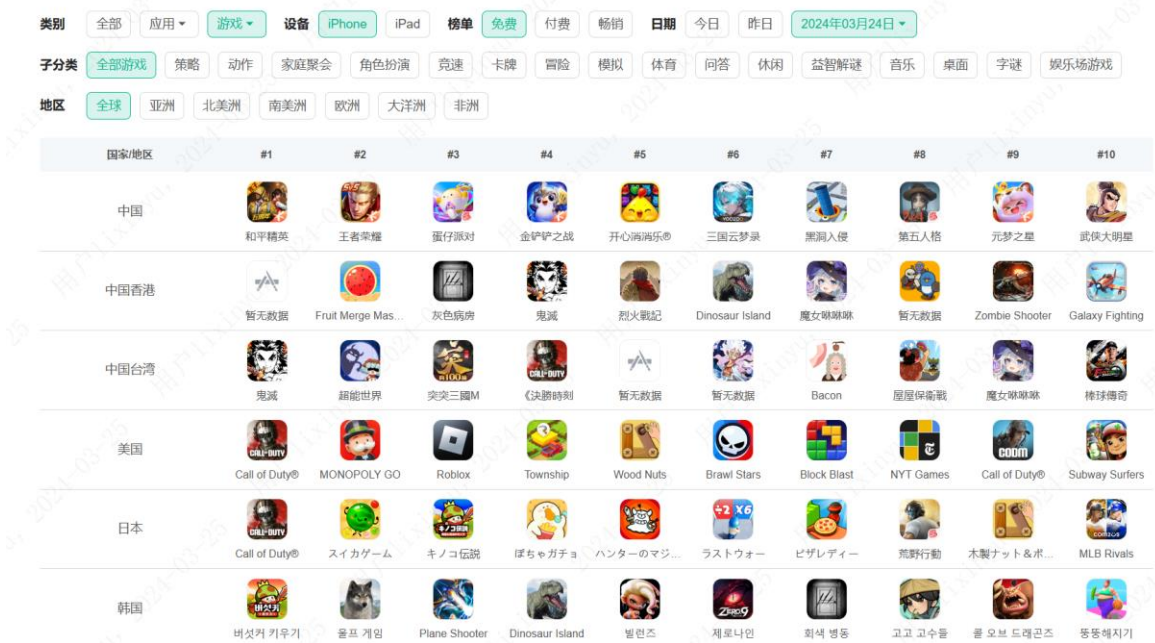 类别 全部 应用 游戏 设备 iPhone iPad 榜单 免费 付费 畅销 日期 今日 昨日 2024年03月24日
子分类 全部游戏 策略 动作 家庭聚会 角色扮演 竞速 卡牌 冒险 模拟 体育 问答 休闲 益智解谜 音乐 桌面 字谜 娱乐场游戏
地区 全球 亚洲 北美洲 南美洲 欧洲 大洋洲 非洲
国家/地区 #1 #2 #3 #4 #5 #6 #7 #8 #9 #10
中国
和平精英 王者荣耀 蛋仔派对 金铲铲之战 开心消消乐® 三国云梦录 黑洞入侵 第五人格 元梦之星 武侠大明星
中国香港
暂无数据 Fruit Merge Mas... 灰色病房 鬼滅 烈火戰記 Dinosaur Island 魔女咻咻咻 暂无数据 Zombie Shooter Galaxy Fighting
中国台湾
鬼滅 超能世界 突突三國M 《決勝時刻 暂无数据 暂无数据 Bacon 屋屋保衛戰 魔女咻咻咻 棒球傳奇
美国
Call of Duty® MONOPOLY GO Roblox Township Wood Nuts Brawl Stars Block Blast NYT Games Call of Duty® Subway Surfers
日本
Call of Duty® スイカゲーム キノコ伝説 ぽちゃガチョ ハンターのマジ... ラストウォー ピザレディー 荒野行動 木製ナット＆ボ... MLB Rivals
韩国
버섯커 키우기 울프 게임 Plane Shooter Dinosaur Island 빌런즈 제로나인 회색 병동 고고 고수들 콜 오브 드래곤즈 뚱뚱해지기